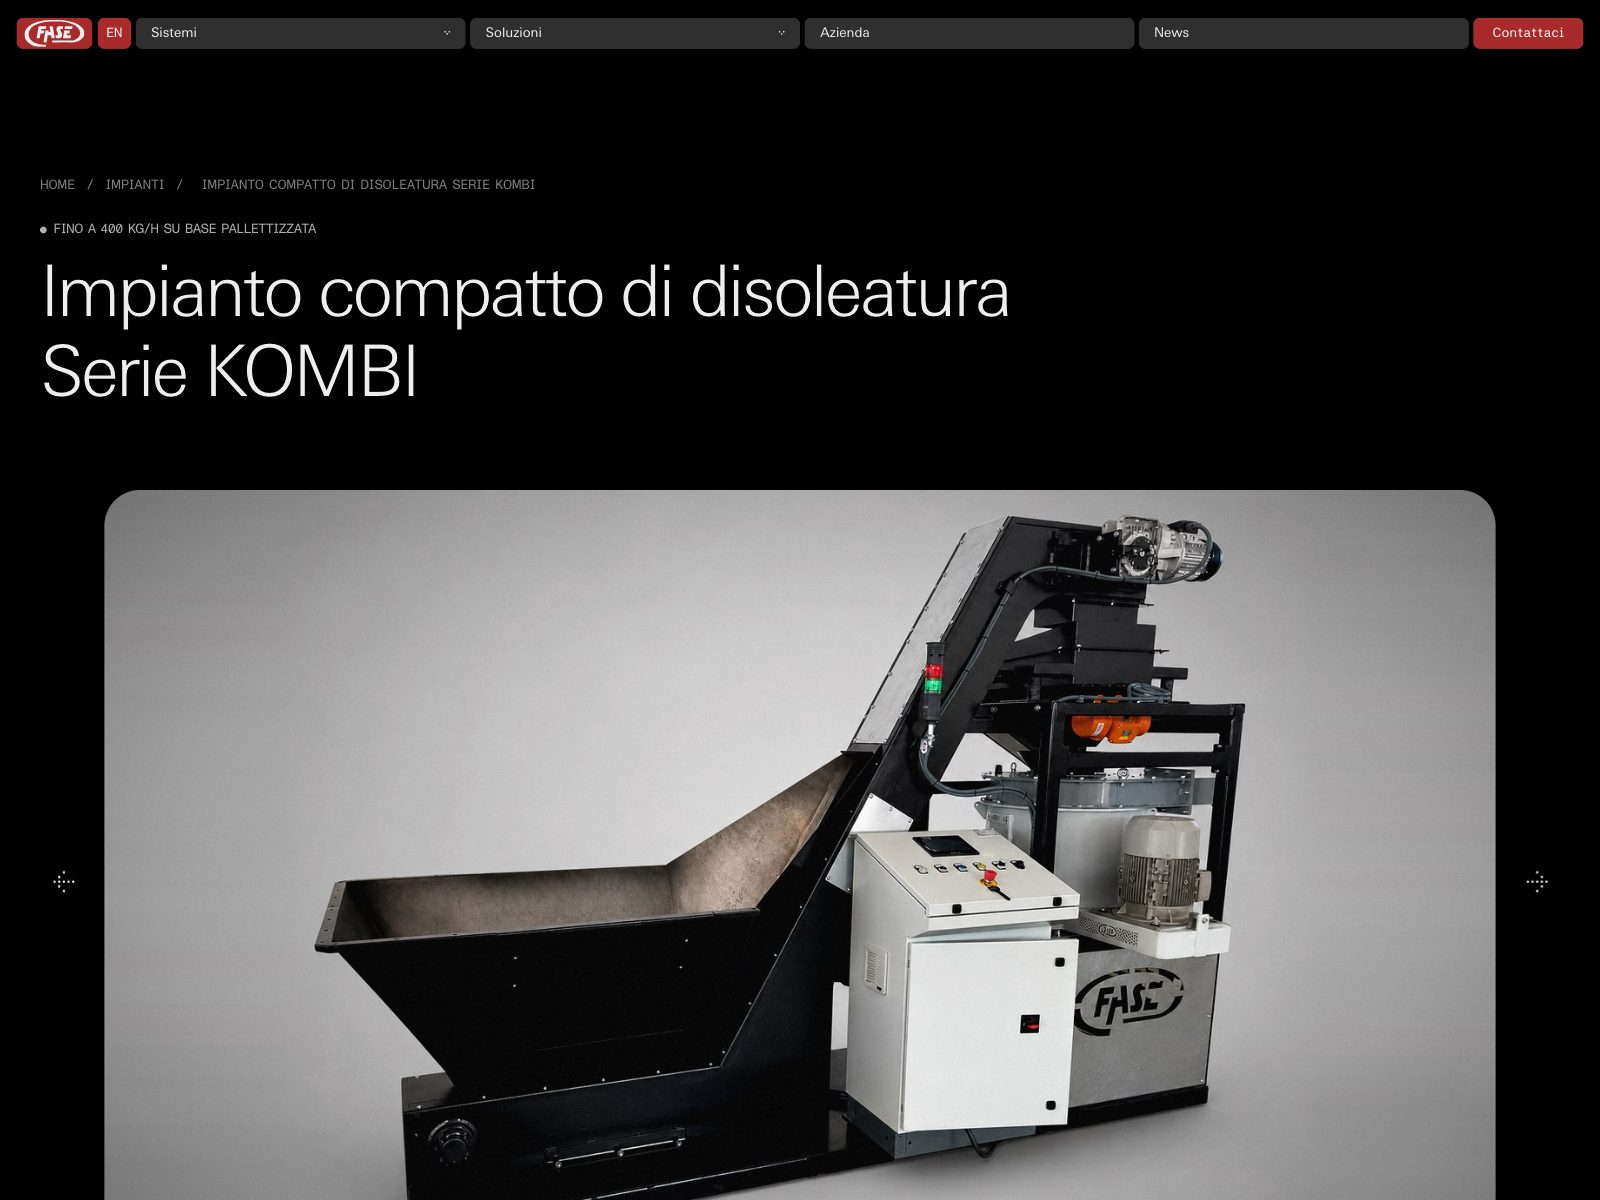 FASE
EN
Sistemi
Soluzioni
Azienda
News
Contattaci
HOME / IMPIANTI / IMPIANTO COMPATTO DI DISOLEATURA SERIE KOMBI
FINO A 400 KG/H SU BASE PALLETTIZZATA
Impianto compatto di disoleatura
Serie KOMBI
FASE
FASE